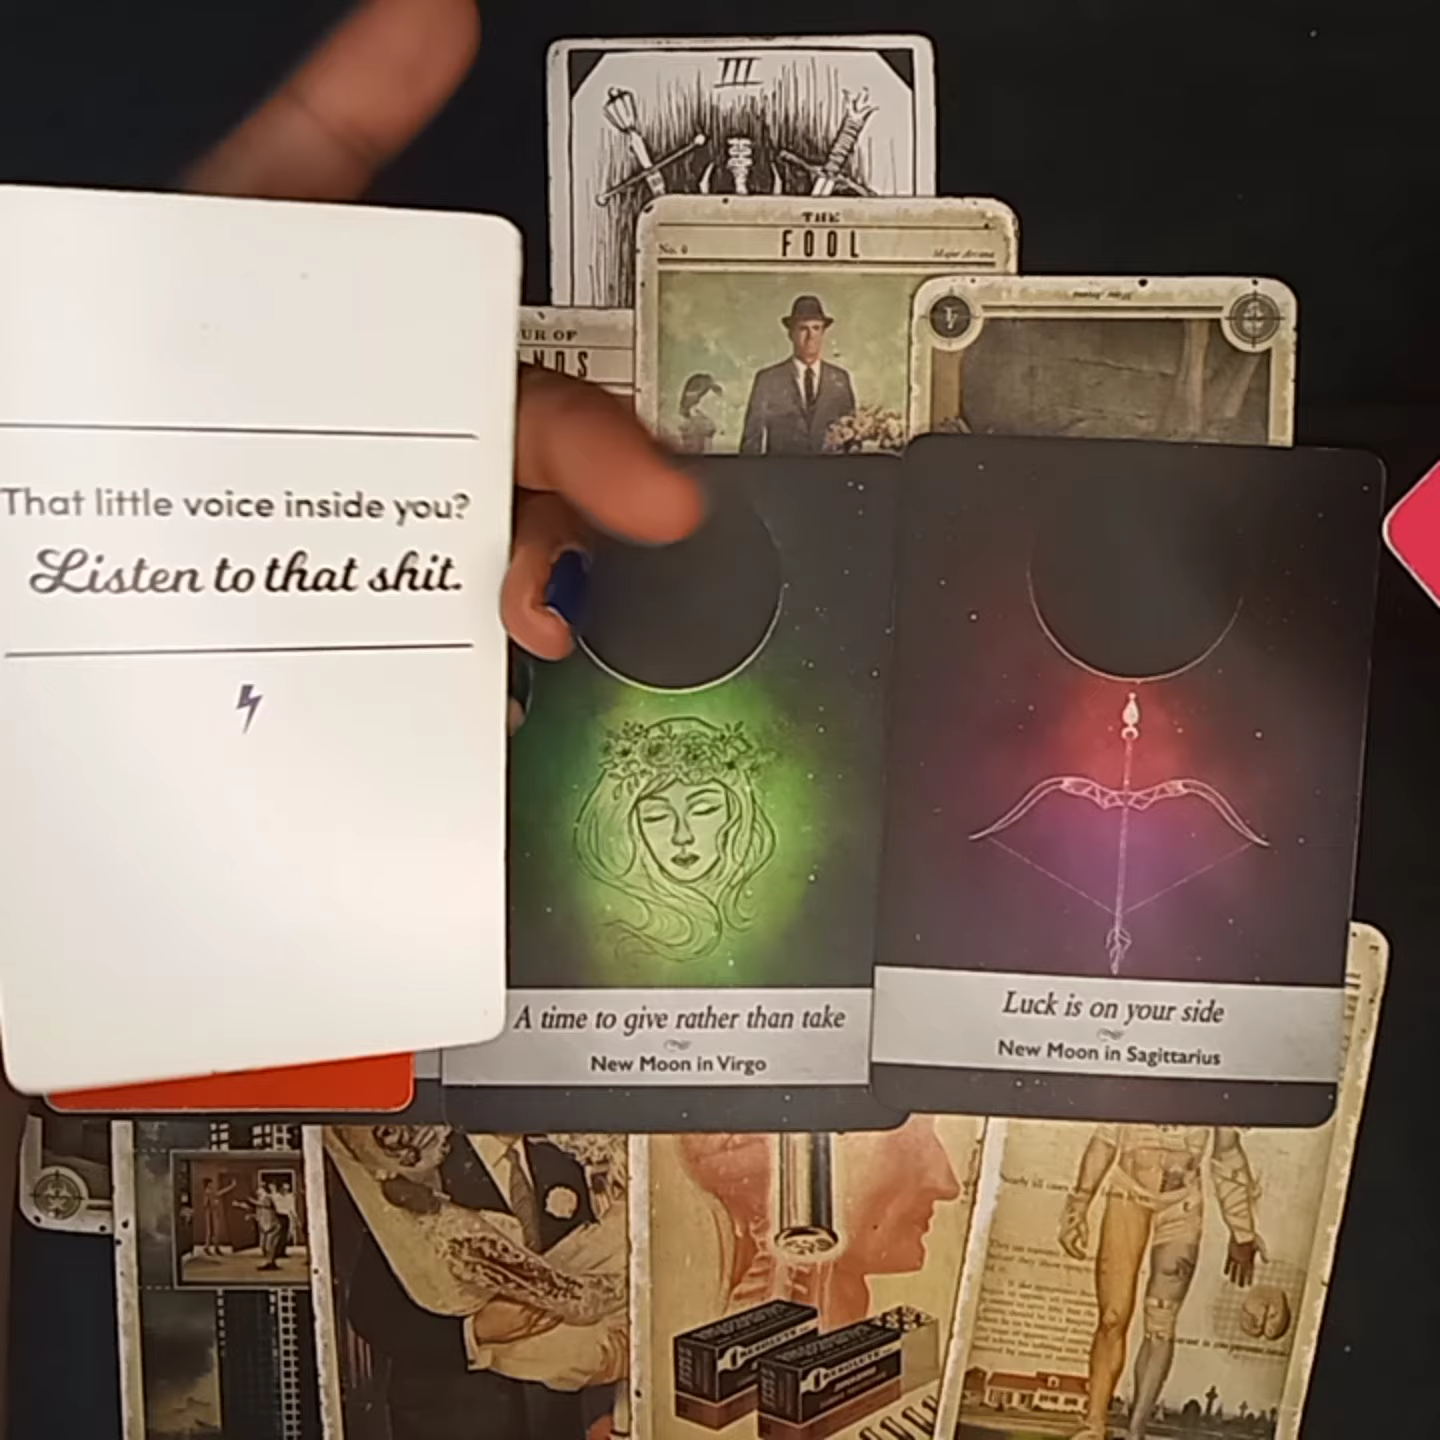 III
THE
FOOL
No. 0
Major Arcana
UR OF
NDS
That little voice inside you?
Listen to that shit.
A time to give rather than take
New Moon in Virgo
Luck is on your side
New Moon in Sagittarius